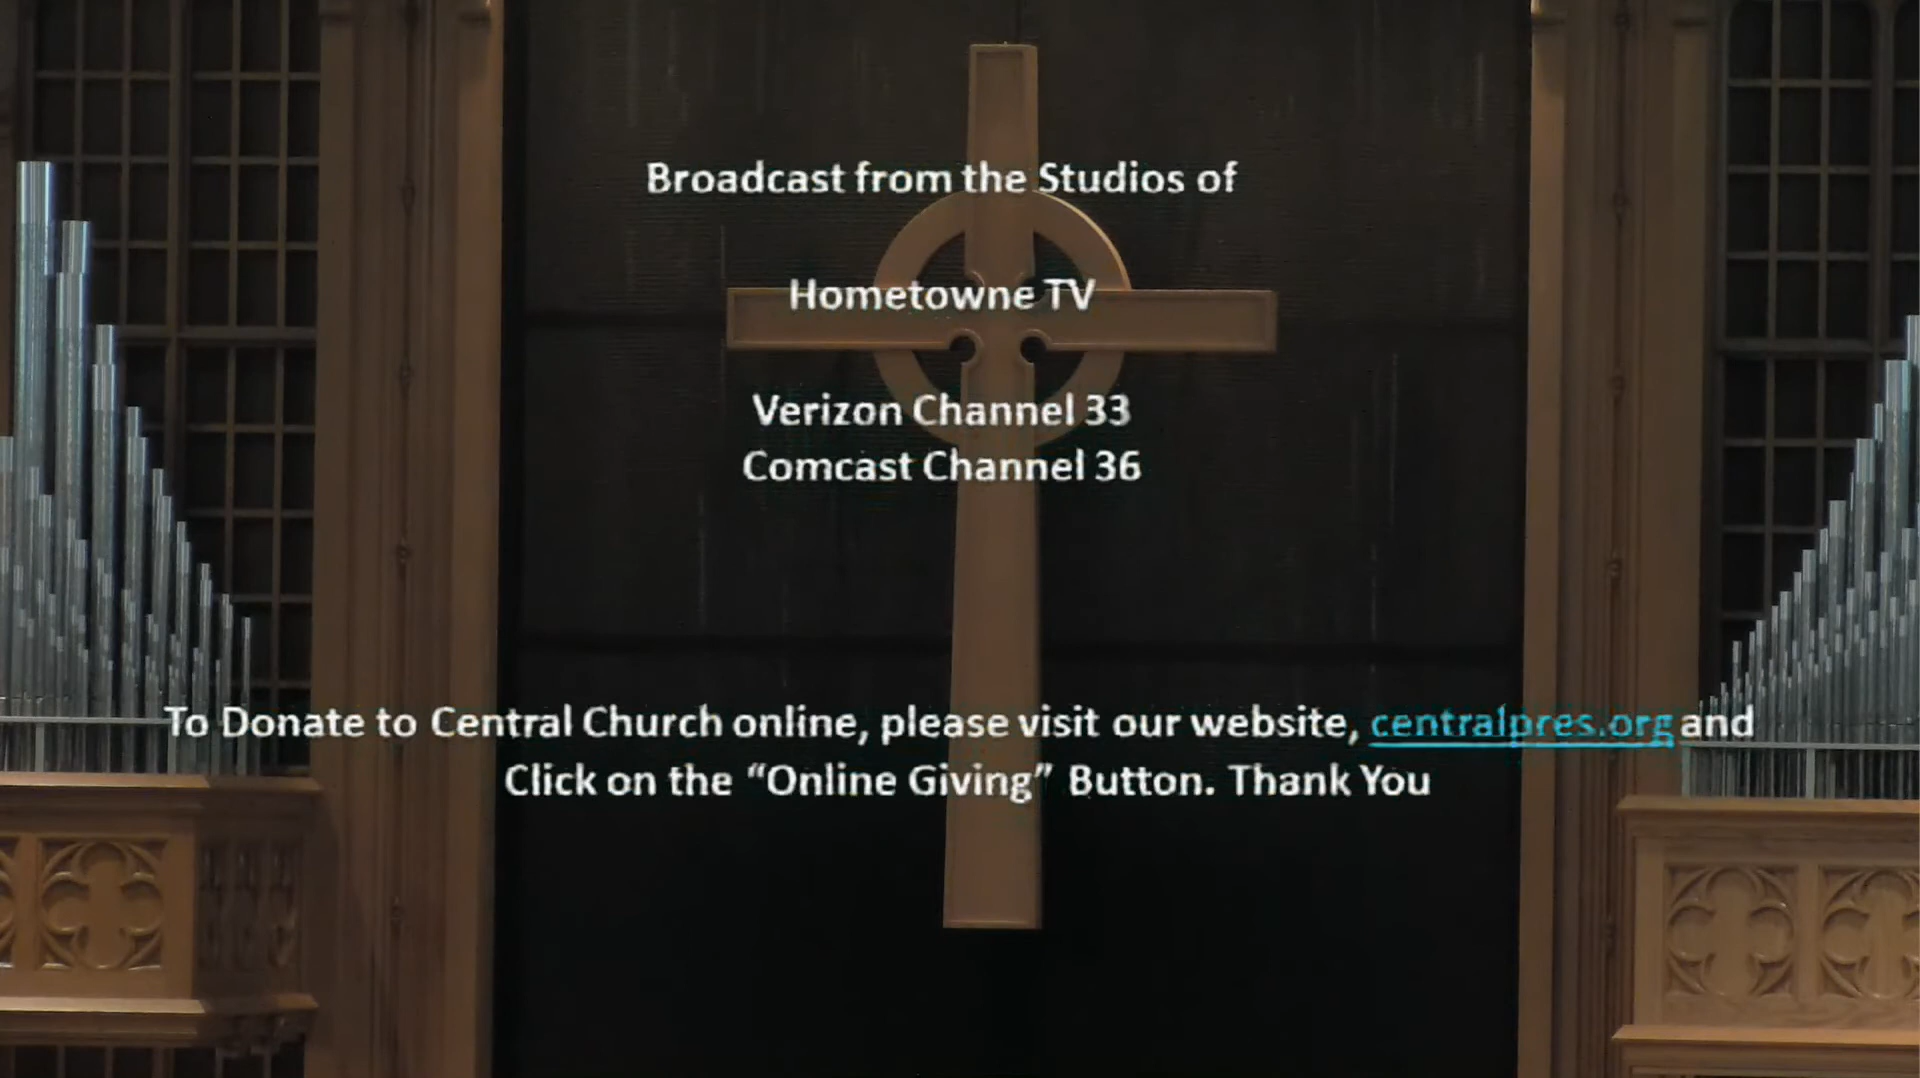 Broadcast from the Studios of
Hometowne TV
Verizon Channel 33
Comcast Channel 36
To Donate to Central Church online, please visit our website, centralpres.org and
Click on the “Online Giving” Button. Thank You